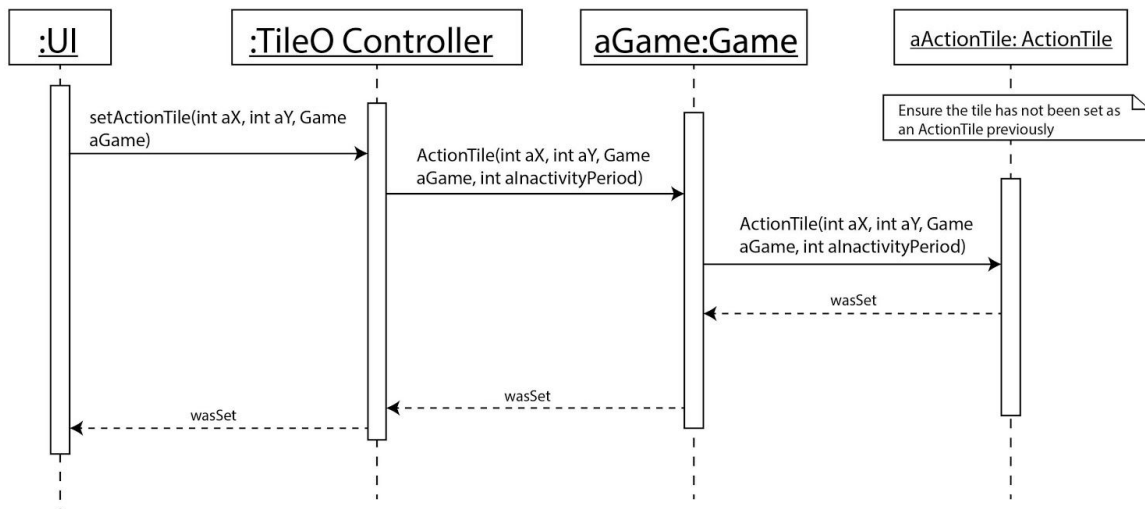 :UI
:TileO Controller
aGame:Game
aActionTile: ActionTile
Ensure the tile has not been set as
an ActionTile previously
setActionTile(int aX, int aY, Game
aGame)
ActionTile(int aX, int aY, Game
aGame, int aInactivityPeriod)
ActionTile(int aX, int aY, Game
aGame, int aInactivityPeriod)
wasSet
wasSet
wasSet